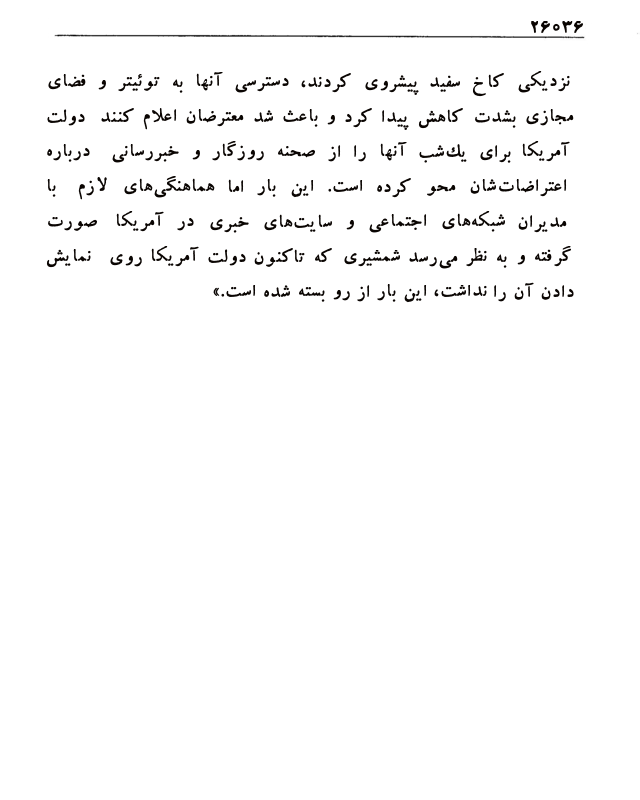 ۲۶۰۳۶
نزدیکی کاخ سفید پیشروی کردند، دسترسی آنها به توئیتر و فضای
مجازی بشدت کاهش پیدا کرد و باعث شد معترضان اعلام کنند دولت
آمریکا برای یك‌شب آنها را از صحنه روزگار و خبررسانی درباره
اعتراضات‌شان محو کرده است. این بار اما هماهنگی‌های لازم با
مدیران شبکه‌های اجتماعی و سایت‌های خبری در آمریکا صورت
گرفته و به نظر می‌رسد شمشیری که تاکنون دولت آمریکا روی نمایش
دادن آن را نداشت، این بار از رو بسته شده است.»